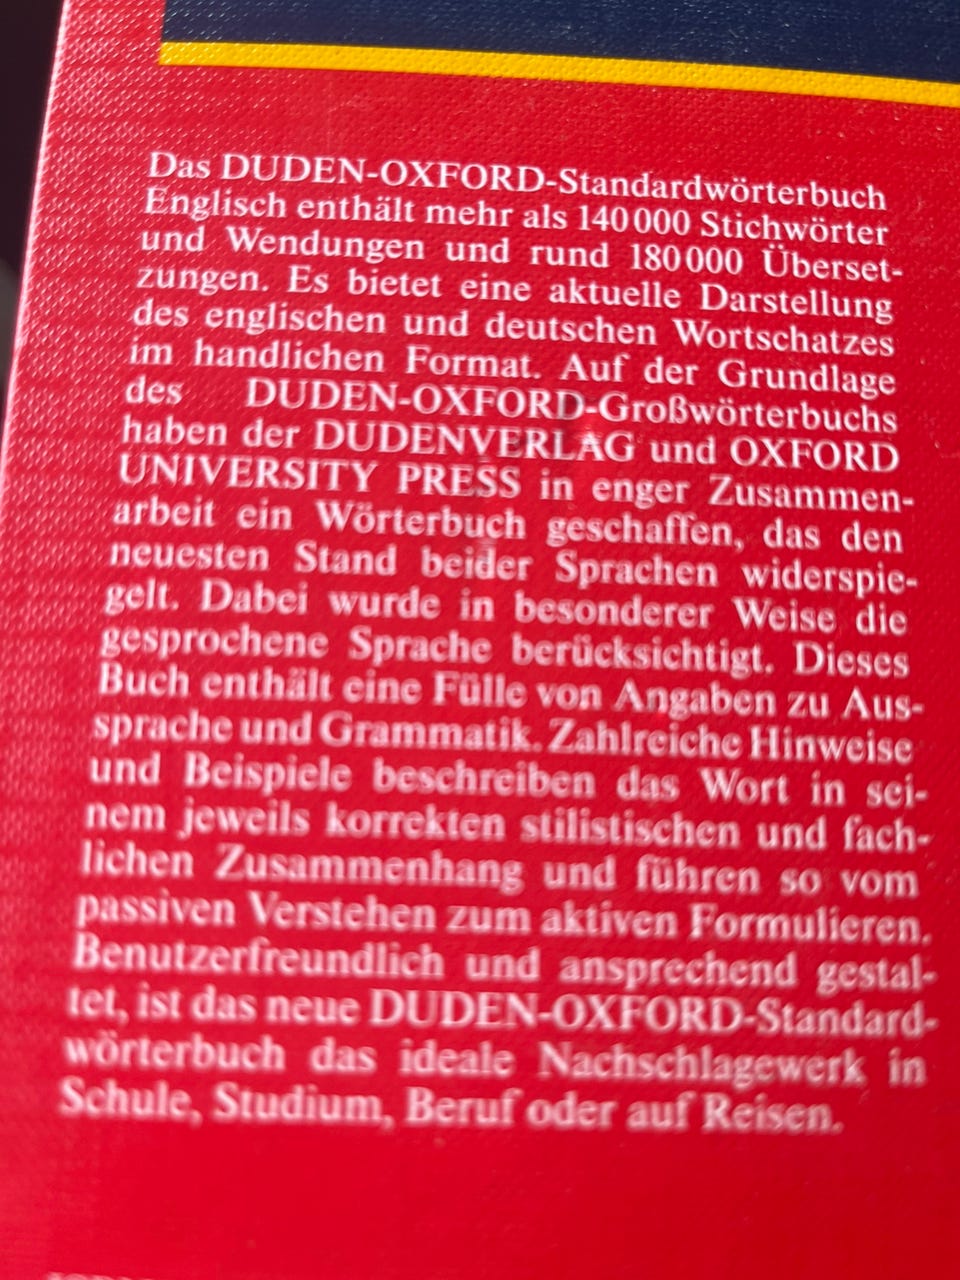 Das DUDEN-OXFORD-Standardwörterbuch
Englisch enthält mehr als 140 000 Stichwörter
und Wendungen und rund 180 000 Überset-
zungen. Es bietet eine aktuelle Darstellung
des englischen und deutschen Wortschatzes
im handlichen Format. Auf der Grundlage
des DUDEN-OXFORD-Großwörterbuchs
haben der DUDENVERLAG und OXFORD
UNIVERSITY PRESS in enger Zusammen-
arbeit ein Wörterbuch geschaffen, das den
neuesten Stand beider Sprachen widerspie-
gelt. Dabei wurde in besonderer Weise die
gesprochene Sprache berücksichtigt. Dieses
Buch enthält eine Fülle von Angaben zu Aus-
sprache und Grammatik. Zahlreiche Hinweise
und Beispiele beschreiben das Wort in sei-
nem jeweils korrekten stilistischen und fach-
lichen Zusammenhang und führen so vom
passiven Verstehen zum aktiven Formulieren.
Benutzerfreundlich und ansprechend gestal-
tet, ist das neue DUDEN-OXFORD-Standard-
wörterbuch das ideale Nachschlagewerk in
Schule, Studium, Beruf oder auf Reisen.